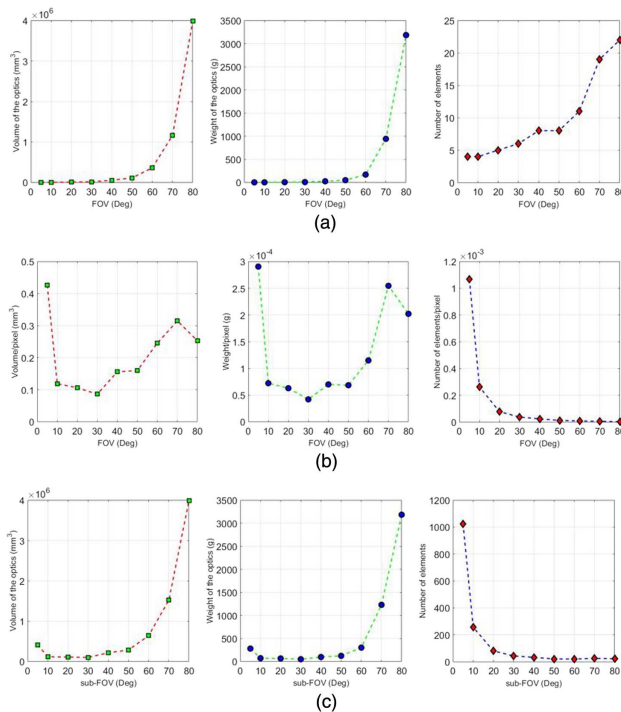 ×10⁶
Volume of the optics (mm³)
4
3
2
1
0
0 10 20 30 40 50 60 70 80
FOV (Deg)
Weight of the optics (g)
3500
3000
2500
2000
1500
1000
500
0
0 10 20 30 40 50 60 70 80
FOV (Deg)
Number of elements
25
20
15
10
5
0
0 10 20 30 40 50 60 70 80
FOV (Deg)
(a)
Volume/pixel (mm³)
0.5
0.4
0.3
0.2
0.1
0
0 10 20 30 40 50 60 70 80
FOV (Deg)
×10⁻⁴
Weight/pixel (g)
3
2.5
2
1.5
1
0.5
0
0 10 20 30 40 50 60 70 80
FOV (Deg)
×10⁻³
Number of elements/pixel
1.2
1
0.8
0.6
0.4
0.2
0
0 10 20 30 40 50 60 70 80
FOV (Deg)
(b)
×10⁶
Volume of the optics (mm³)
4
3
2
1
0
0 10 20 30 40 50 60 70 80
sub-FOV (Deg)
Weight of the optics (g)
3500
3000
2500
2000
1500
1000
500
0
0 10 20 30 40 50 60 70 80
sub-FOV (Deg)
Number of elements
1200
1000
800
600
400
200
0
0 10 20 30 40 50 60 70 80
sub-FOV (Deg)
(c)